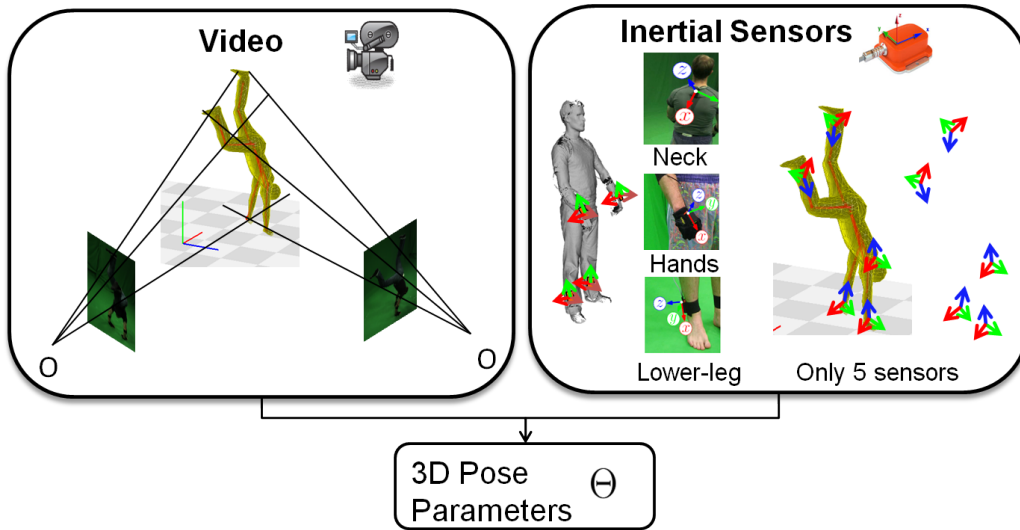 Video
O
O
Inertial Sensors
z
x
Neck
z
y
x
Hands
z
y
x
Lower-leg
Only 5 sensors
3D Pose
Parameters Θ